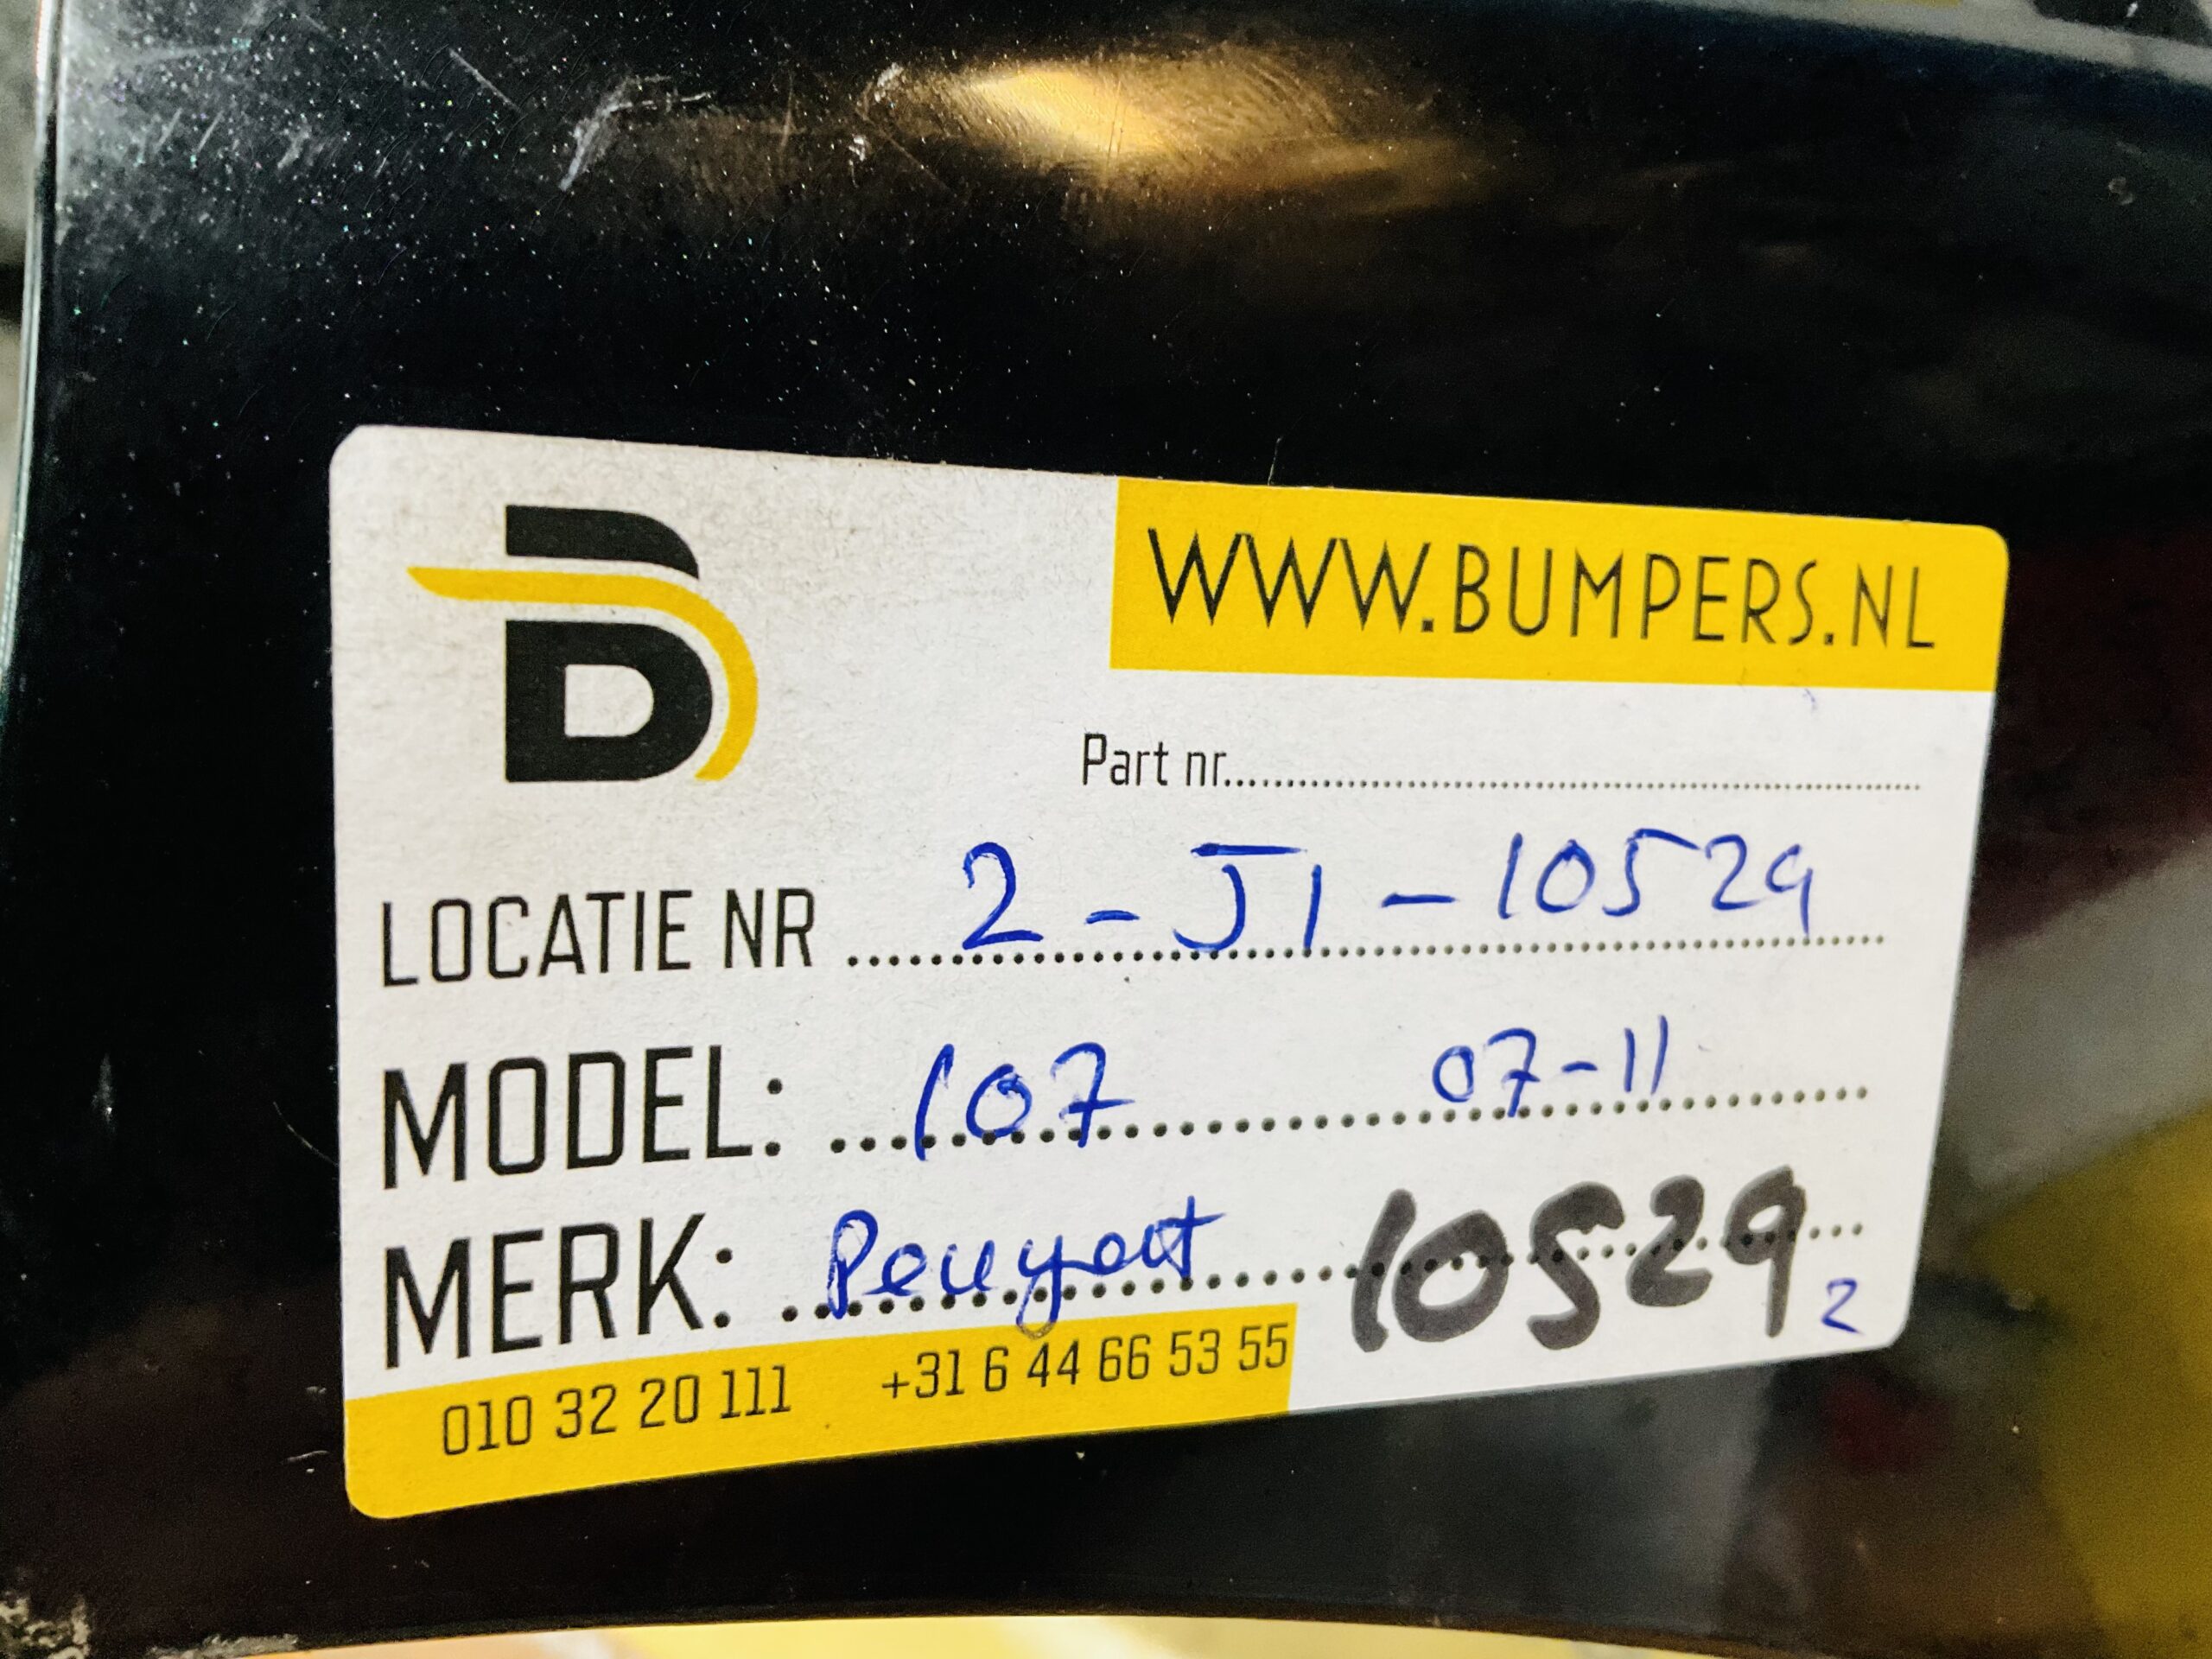 B
WWW.BUMPERS.NL
Part nr..........
LOCATIE NR .......... 2 - J1 - 10529
MODEL: .......... 107 07-11
MERK: .......... Peugeot 10529
2
010 32 20 111 +31 6 44 66 53 55